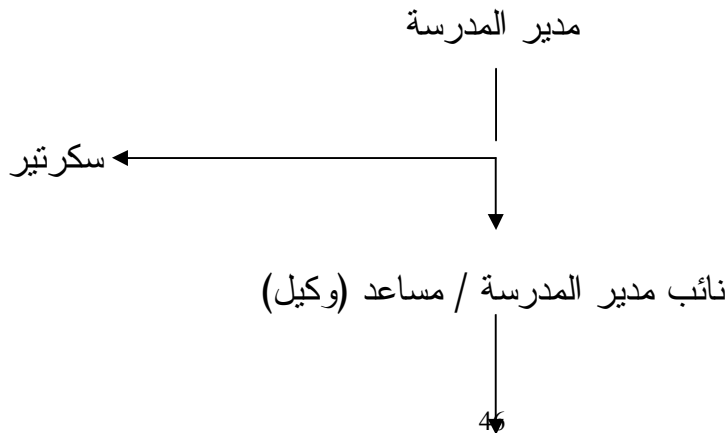 مدير المدرسة
سكرتير
نائب مدير المدرسة / مساعد (وكيل)
46